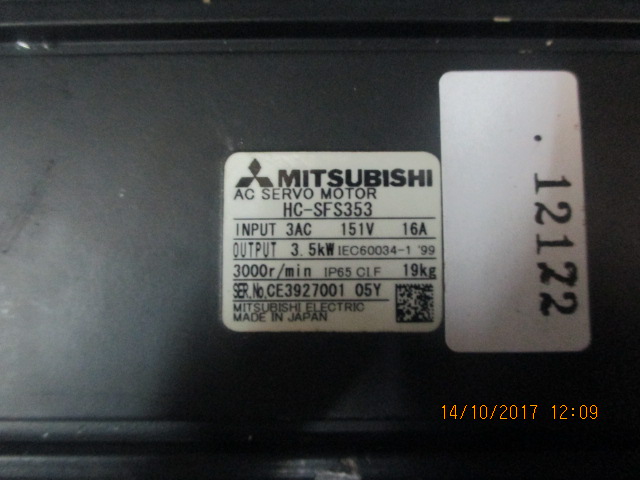 MITSUBISHI
AC SERVO MOTOR
HC-SFS353
INPUT 3AC 151V 16A
OUTPUT 3.5kW IEC60034-1 '99
3000r/min IP65 Cl.F 19kg
SER.No.CE3927001 05Y
MITSUBISHI ELECTRIC
MADE IN JAPAN
. 12122
14/10/2017 12:09